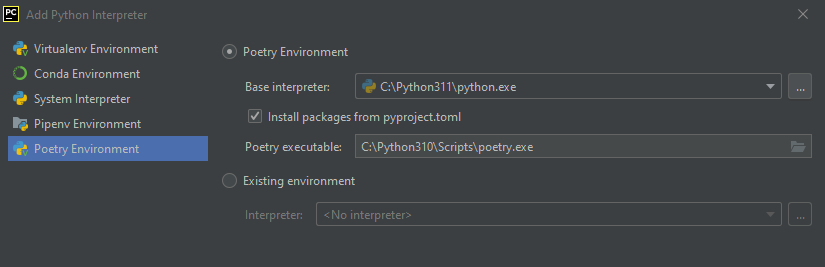 PC Add Python Interpreter
Virtualenv Environment
Conda Environment
System Interpreter
Pipenv Environment
Poetry Environment
Poetry Environment
Base interpreter: C:\Python311\python.exe ...
Install packages from pyproject.toml
Poetry executable: C:\Python310\Scripts\poetry.exe
Existing environment
Interpreter: <No interpreter> ...